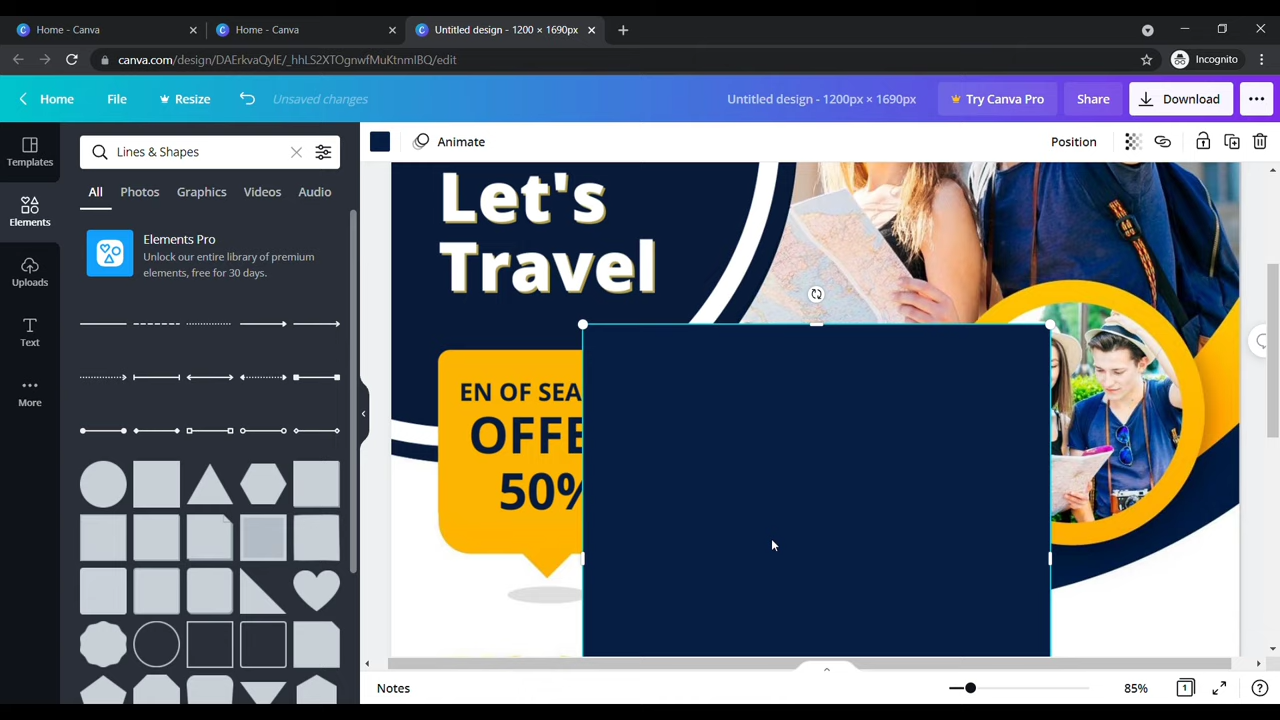 Home - Canva
Home - Canva
Untitled design - 1200 × 1690px
canva.com/design/DAErkvaQylE/_hhLS2XTOgnwfMuKtnmIBQ/edit
Incognito
Home
File
Resize
Unsaved changes
Untitled design - 1200px × 1690px
Try Canva Pro
Share
Download
Templates
Elements
Uploads
Text
More
Lines & Shapes
All
Photos
Graphics
Videos
Audio
Elements Pro
Unlock our entire library of premium
elements, free for 30 days.
Animate
Position
Let's
Travel
EN OF SEA
OFFE
50%
Notes
85%
1